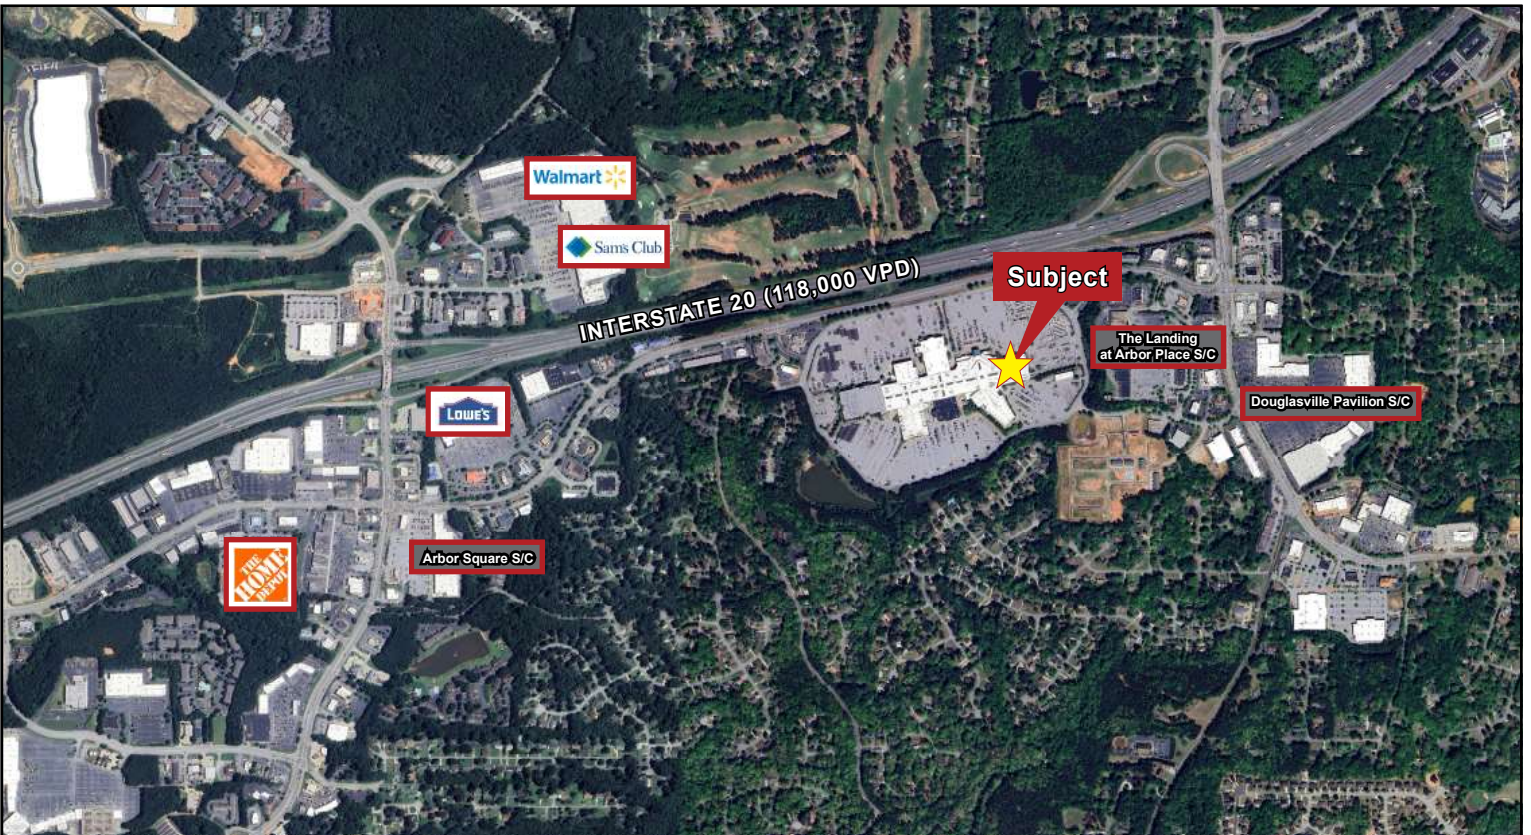 Walmart
Sam's Club
INTERSTATE 20 (118,000 VPD)
Subject
The Landing
at Arbor Place S/C
LOWE'S
Douglasville Pavilion S/C
THE
HOME
DEPOT
Arbor Square S/C